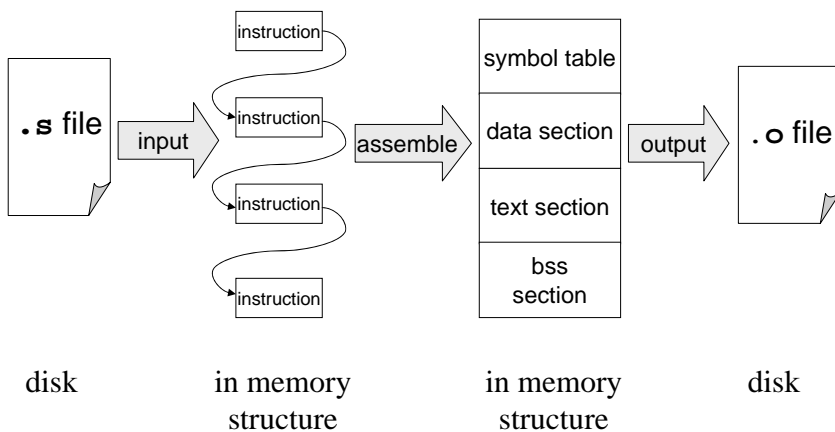 .s file
input
instruction
instruction
instruction
instruction
assemble
symbol table
data section
text section
bss
section
output
.o file
disk
in memory
structure
in memory
structure
disk